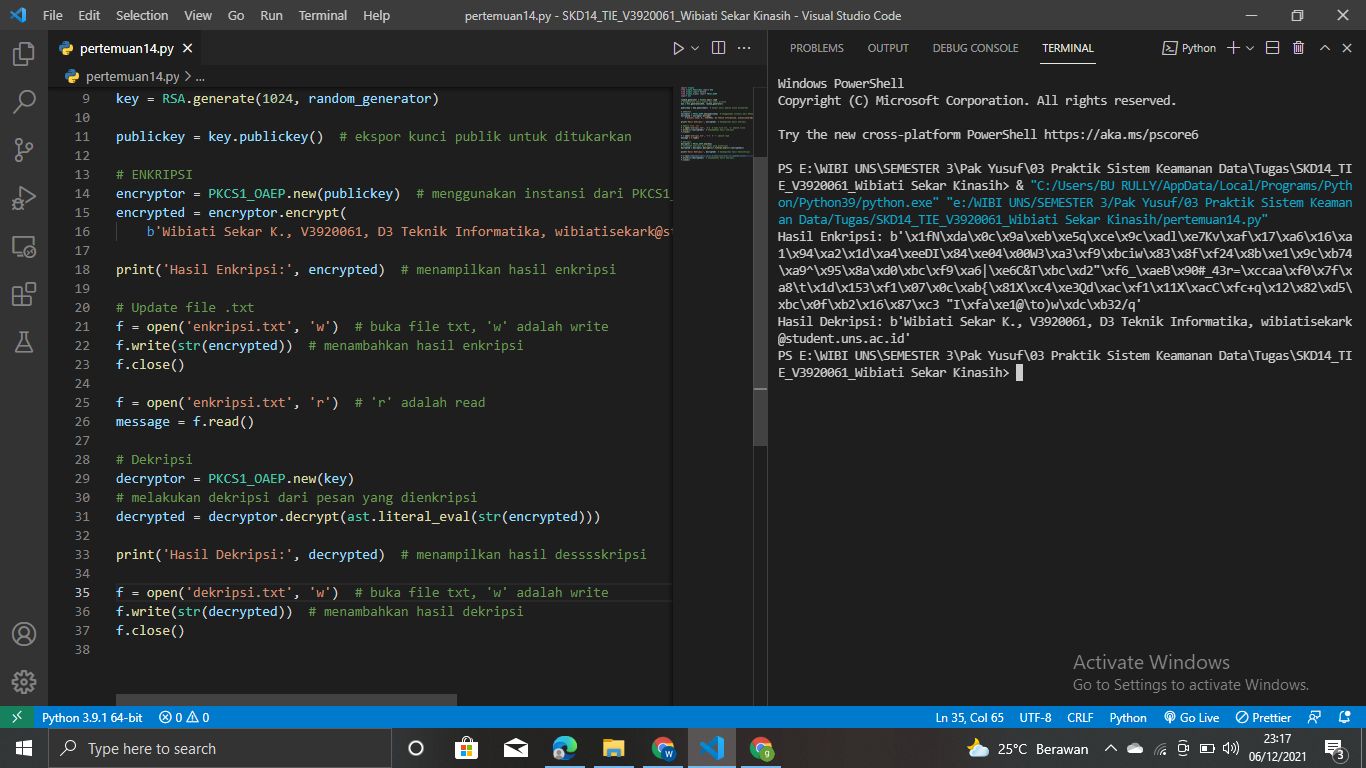 File Edit Selection View Go Run Terminal Help
pertemuan14.py - SKD14_TIE_V3920061_Wibiati Sekar Kinasih - Visual Studio Code
pertemuan14.py
pertemuan14.py > ...
9 key = RSA.generate(1024, random_generator)
10
11 publickey = key.publickey()  # ekspor kunci publik untuk ditukarkan
12
13 # ENKRIPSI
14 encryptor = PKCS1_OAEP.new(publickey)  # menggunakan instansi dari PKCS1_
15 encrypted = encryptor.encrypt(
16     b'Wibiati Sekar K., V3920061, D3 Teknik Informatika, wibiatisekark@st
17
18 print('Hasil Enkripsi:', encrypted)  # menampilkan hasil enkripsi
19
20 # Update file .txt
21 f = open('enkripsi.txt', 'w')  # buka file txt, 'w' adalah write
22 f.write(str(encrypted))  # menambahkan hasil enkripsi
23 f.close()
24
25 f = open('enkripsi.txt', 'r')  # 'r' adalah read
26 message = f.read()
27
28 # Dekripsi
29 decryptor = PKCS1_OAEP.new(key)
30 # melakukan dekripsi dari pesan yang dienkripsi
31 decrypted = decryptor.decrypt(ast.literal_eval(str(encrypted)))
32
33 print('Hasil Dekripsi:', decrypted)  # menampilkan hasil desssskripsi
34
35 f = open('dekripsi.txt', 'w')  # buka file txt, 'w' adalah write
36 f.write(str(decrypted))  # menambahkan hasil dekripsi
37 f.close()
38
PROBLEMS OUTPUT DEBUG CONSOLE TERMINAL
Python
Windows PowerShell
Copyright (C) Microsoft Corporation. All rights reserved.
Try the new cross-platform PowerShell https://aka.ms/pscore6
PS E:\WIBI UNS\SEMESTER 3\Pak Yusuf\03 Praktik Sistem Keamanan Data\Tugas\SKD14_TI
E_V3920061_Wibiati Sekar Kinasih> & "C:/Users/BU RULLY/AppData/Local/Programs/Pyth
on/Python39/python.exe" "e:/WIBI UNS/SEMESTER 3/Pak Yusuf/03 Praktik Sistem Keaman
an Data/Tugas/SKD14_TIE_V3920061_Wibiati Sekar Kinasih/pertemuan14.py"
Hasil Enkripsi: b'\x1fN\xda\x0c\x9a\xeb\xe5q\xce\x9c\xadl\xe7Kv\xaf\x17\xa6\x16\xa
1\x94\xa2\x1d\xa4\xeeDI\x84\xe04\x00W3\xa3\xf9\xbciw\x83\x8f\xf24\x8b\xe1\x9c\xb74
\xa9^\x95\x8a\xd0\xbc\xf9\xa6|\xe6C&T\xbc\xd2"\xf6_\xaeB\x90#_43r=\xccaa\xf0\x7f\x
a8\t\x1d\x153\xf1\x07\x0c\xab{\x81X\xc4\xe3Qd\xac\xf1\x11X\xacC\xfc+q\x12\x82\xd5\
xbc\x0f\xb2\x16\x87\xc3 "I\xfa\xe1@\to)w\xdc\xb32/q'
Hasil Dekripsi: b'Wibiati Sekar K., V3920061, D3 Teknik Informatika, wibiatisekark
@student.uns.ac.id'
PS E:\WIBI UNS\SEMESTER 3\Pak Yusuf\03 Praktik Sistem Keamanan Data\Tugas\SKD14_TI
E_V3920061_Wibiati Sekar Kinasih>
Activate Windows
Go to Settings to activate Windows.
Python 3.9.1 64-bit 0 0 Ln 35, Col 65 UTF-8 CRLF Python Go Live Prettier
Type here to search
25°C Berawan
23:17
06/12/2021
3